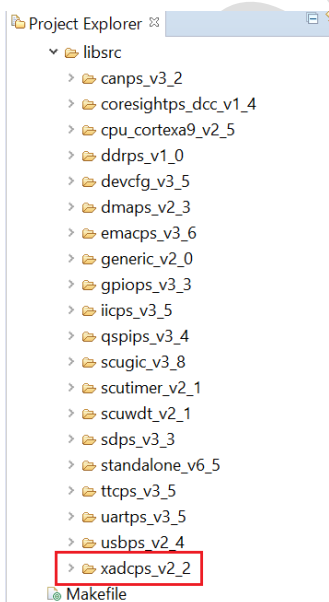 Project Explorer
libsrc
canps_v3_2
coresightps_dcc_v1_4
cpu_cortexa9_v2_5
ddrps_v1_0
devcfg_v3_5
dmaps_v2_3
emacps_v3_6
generic_v2_0
gpiops_v3_3
iicps_v3_5
qspips_v3_4
scugic_v3_8
scutimer_v2_1
scuwdt_v2_1
sdps_v3_3
standalone_v6_5
ttcps_v3_5
uartps_v3_5
usbps_v2_4
xadcps_v2_2
Makefile